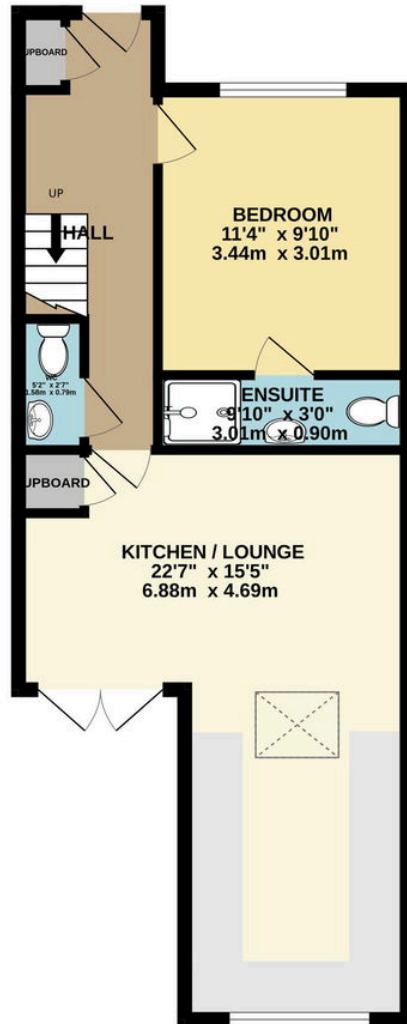 UPBOARD
UP
HALL
BEDROOM
11'4" x 9'10"
3.44m x 3.01m
WC
5'2" x 2'7"
1.58m x 0.79m
ENSUITE
9'10" x 3'0"
3.01m x 0.90m
UPBOARD
KITCHEN / LOUNGE
22'7" x 15'5"
6.88m x 4.69m